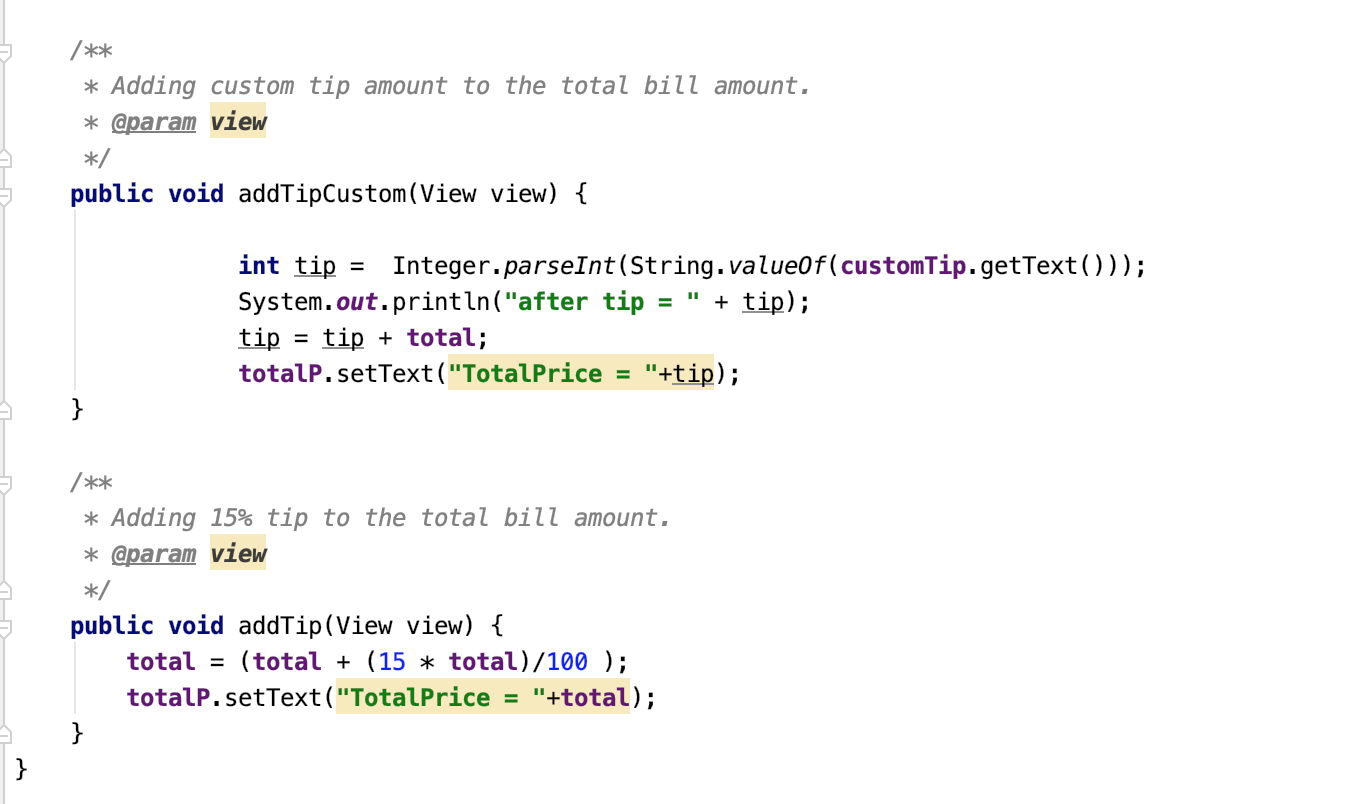 /**
 * Adding custom tip amount to the total bill amount.
 * @param view
 */
public void addTipCustom(View view) {
int tip =  Integer.parseInt(String.valueOf(customTip.getText()));
System.out.println("after tip = " + tip);
tip = tip + total;
totalP.setText("TotalPrice = "+tip);
}
/**
 * Adding 15% tip to the total bill amount.
 * @param view
 */
public void addTip(View view) {
total = (total + (15 * total)/100 );
totalP.setText("TotalPrice = "+total);
}
}